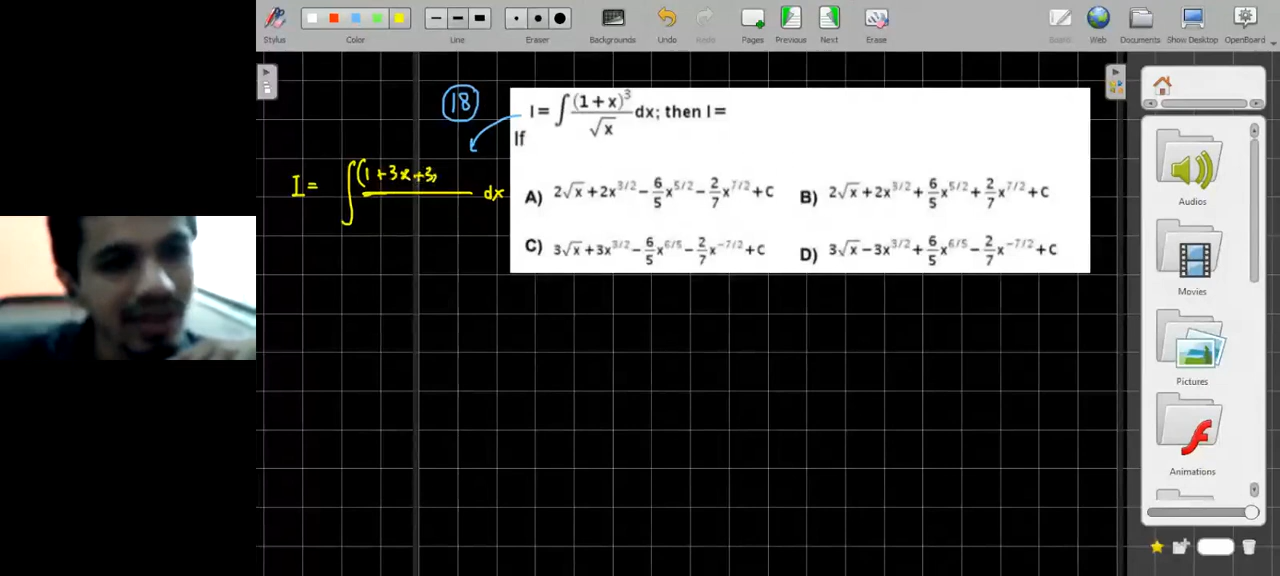 Stylus Color Line Eraser Backgrounds Undo Redo Pages Previous Next Erase Board Web Documents Show Desktop OpenBoard
18
I = ∫ (1+x)³/√x dx; then I =
If
I = ∫ (1 + 3x + 3 dx
A) 2√x + 2x^{3/2} − 6/5 x^{5/2} − 2/7 x^{7/2} + C B) 2√x + 2x^{3/2} + 6/5 x^{5/2} + 2/7 x^{7/2} + C
C) 3√x + 3x^{3/2} − 6/5 x^{6/5} − 2/7 x^{−7/2} + C D) 3√x − 3x^{3/2} + 6/5 x^{6/5} − 2/7 x^{−7/2} + C
Audios
Movies
Pictures
Animations